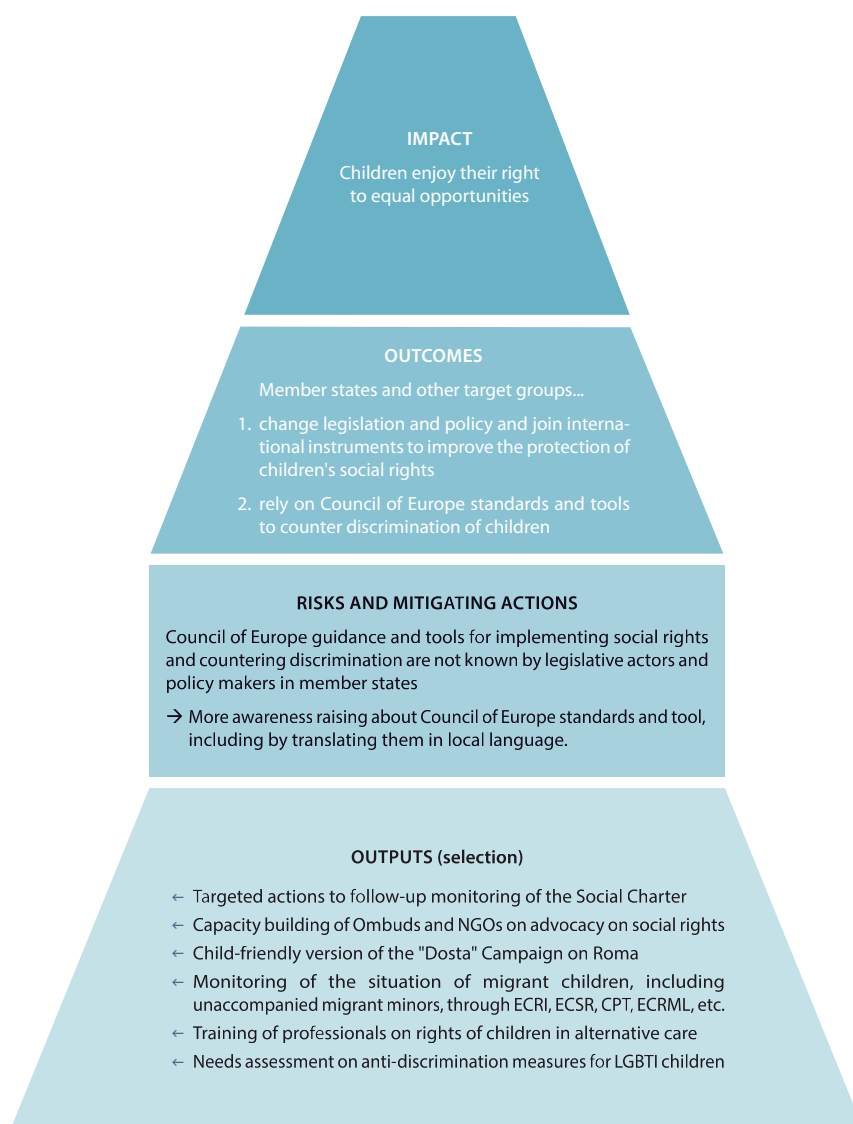 IMPACT
Children enjoy their right
to equal opportunities
OUTCOMES
Member states and other target groups...
1. change legislation and policy and join interna-
tional instruments to improve the protection of
children's social rights
2. rely on Council of Europe standards and tools
to counter discrimination of children
RISKS AND MITIGATING ACTIONS
Council of Europe guidance and tools for implementing social rights
and countering discrimination are not known by legislative actors and
policy makers in member states
→ More awareness raising about Council of Europe standards and tool,
including by translating them in local language.
OUTPUTS (selection)
← Targeted actions to follow-up monitoring of the Social Charter
← Capacity building of Ombuds and NGOs on advocacy on social rights
← Child-friendly version of the "Dosta" Campaign on Roma
← Monitoring of the situation of migrant children, including
unaccompanied migrant minors, through ECRI, ECSR, CPT, ECRML, etc.
← Training of professionals on rights of children in alternative care
← Needs assessment on anti-discrimination measures for LGBTI children